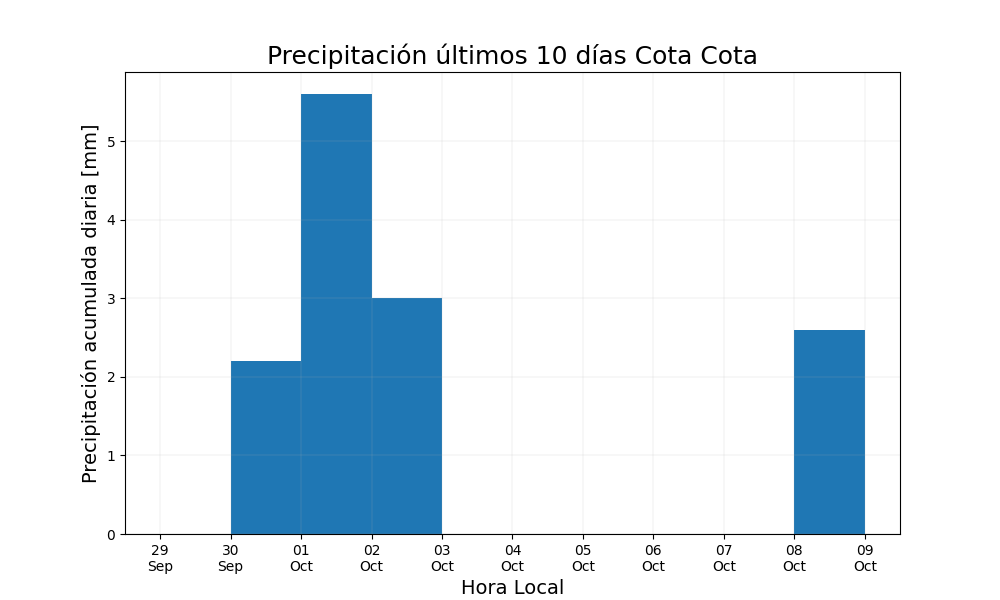 Precipitación últimos 10 días Cota Cota
Precipitación acumulada diaria [mm]
5
4
3
2
1
0
29 30 01 02 03 04 05 06 07 08 09
Sep Sep Oct Oct Oct Oct Oct Oct Oct Oct Oct
Hora Local